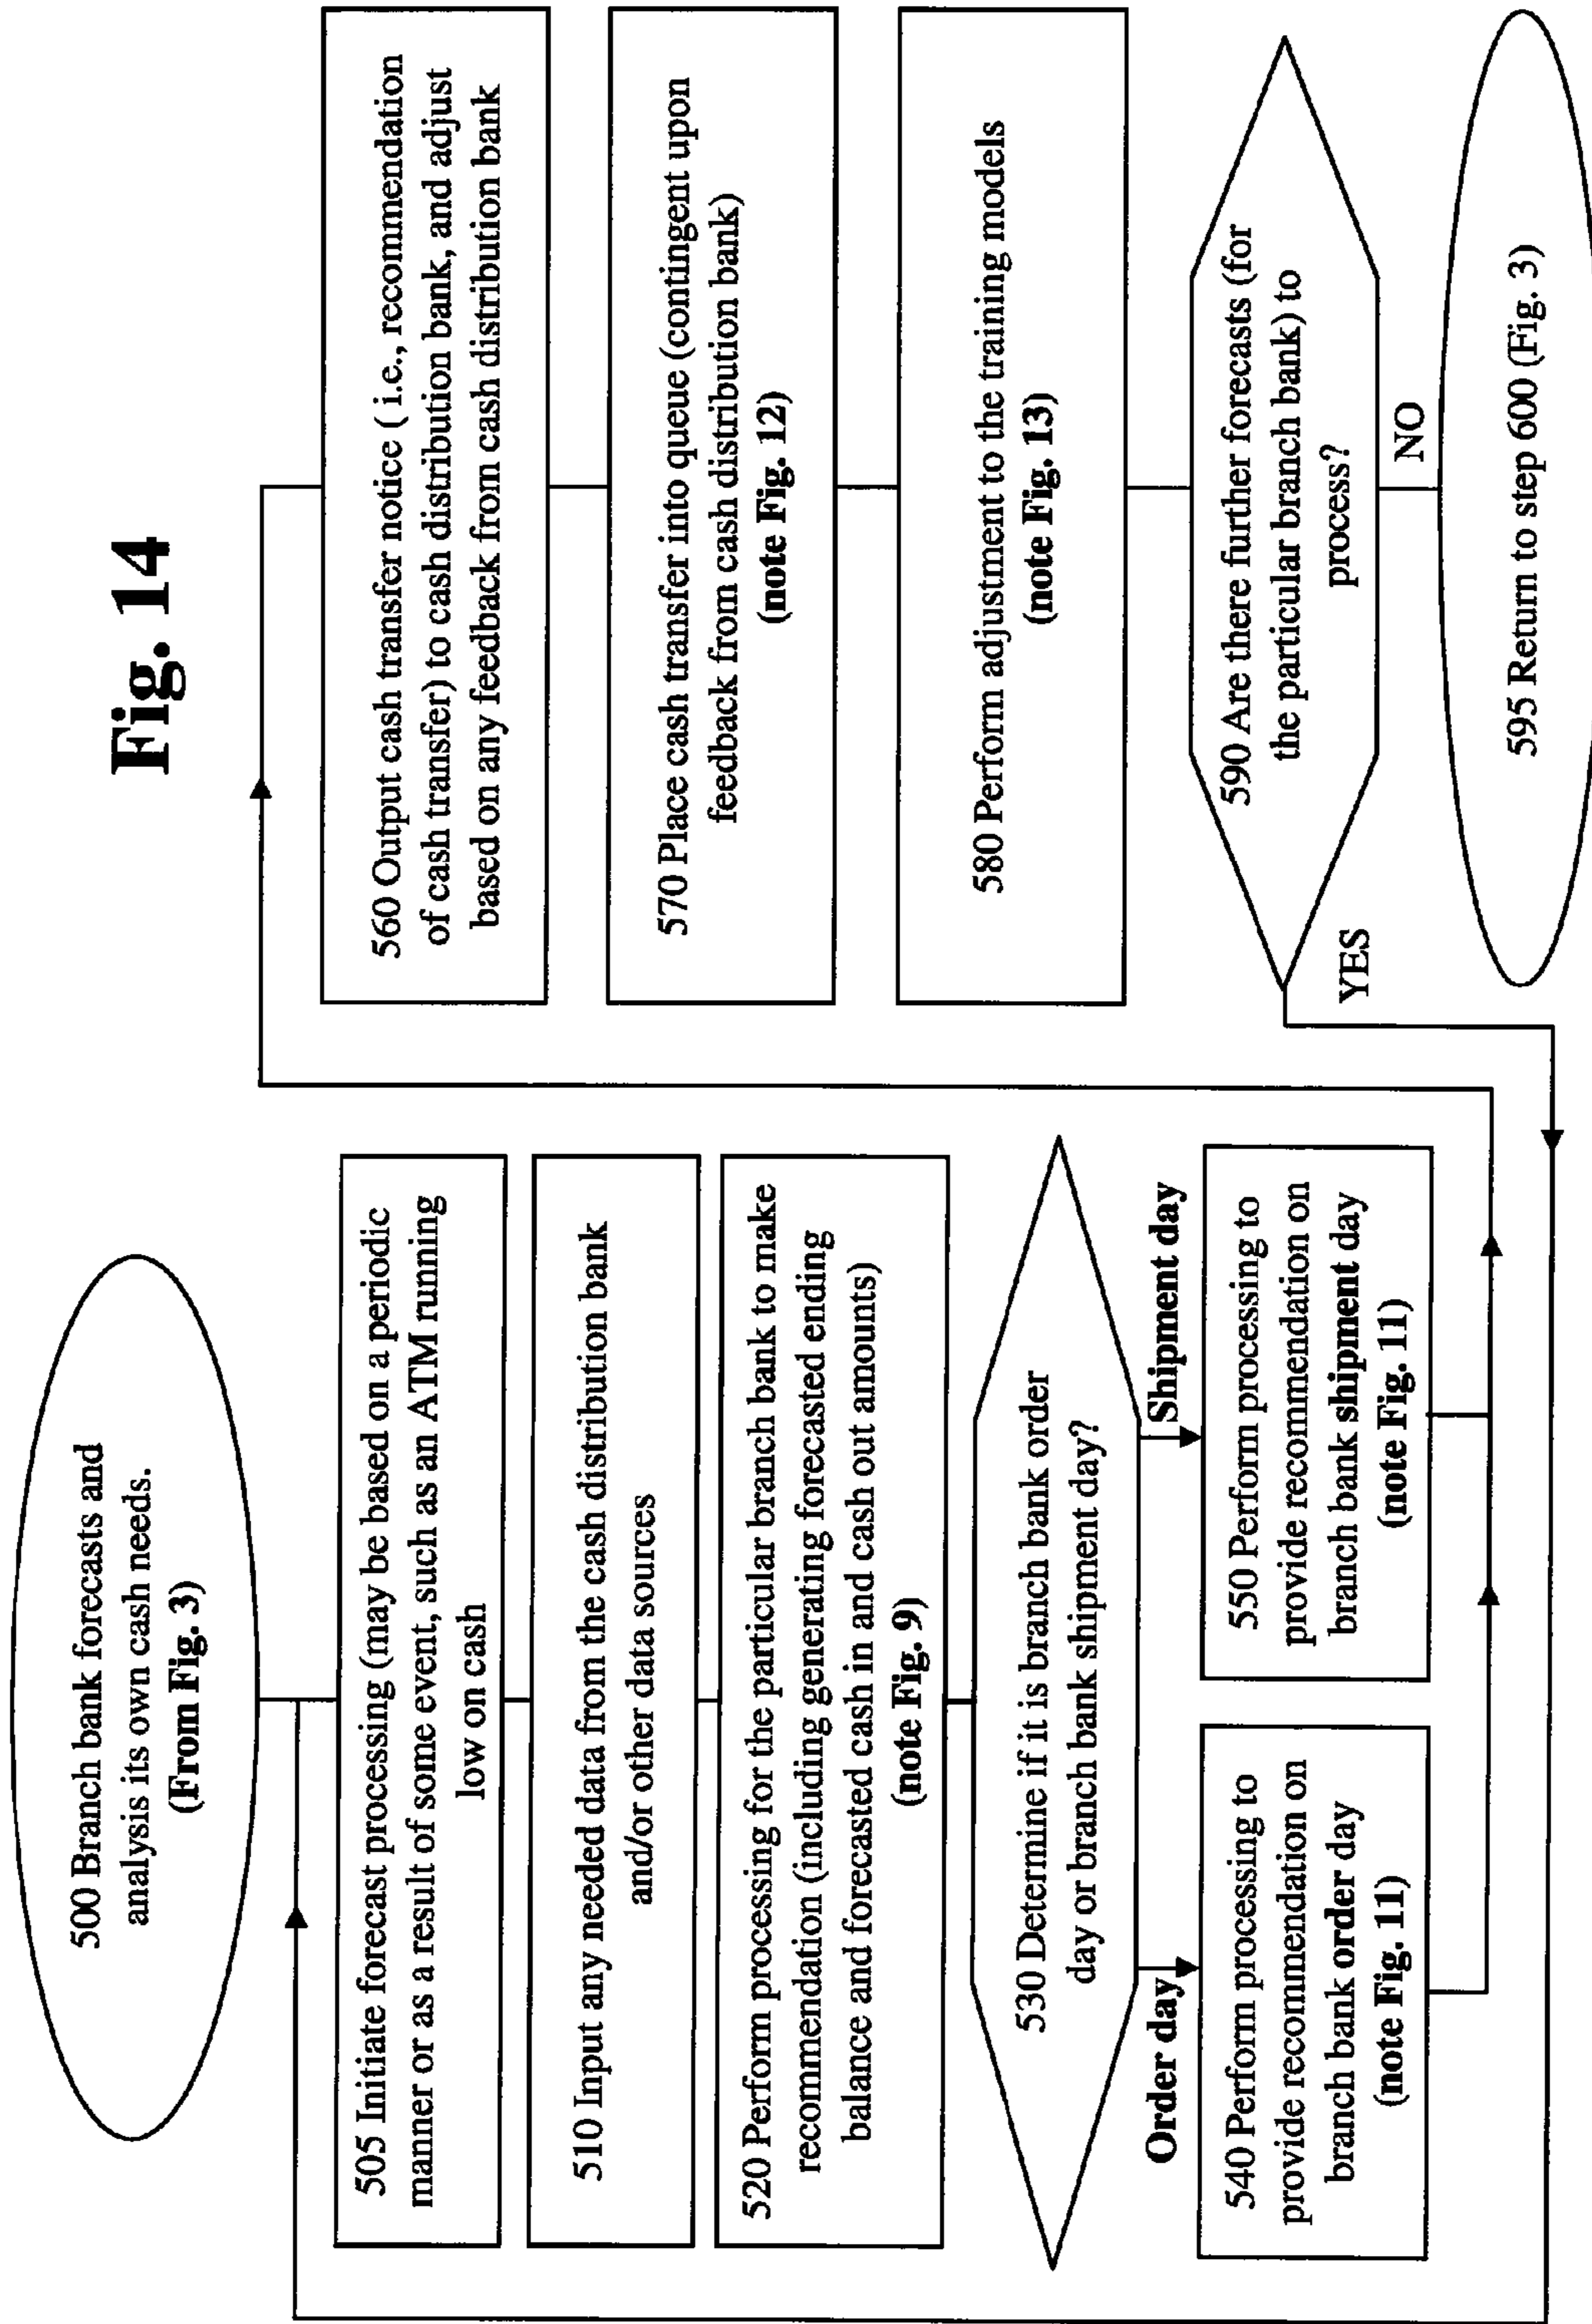 Fig. 14
500 Branch bank forecasts and
analysis its own cash needs.
(From Fig. 3)
505 Initiate forecast processing (may be based on a periodic
manner or as a result of some event, such as an ATM running
low on cash
510 Input any needed data from the cash distribution bank
and/or other data sources
520 Perform processing for the particular branch bank to make
recommendation (including generating forecasted ending
balance and forecasted cash in and cash out amounts)
(note Fig. 9)
530 Determine if it is branch bank order
day or branch bank shipment day?
Order day
Shipment day
540 Perform processing to
provide recommendation on
branch bank order day
(note Fig. 11)
550 Perform processing to
provide recommendation on
branch bank shipment day
(note Fig. 11)
560 Output cash transfer notice ( i.e., recommendation
of cash transfer) to cash distribution bank, and adjust
based on any feedback from cash distribution bank
570 Place cash transfer into queue (contingent upon
feedback from cash distribution bank)
(note Fig. 12)
580 Perform adjustment to the training models
(note Fig. 13)
590 Are there further forecasts (for
the particular branch bank) to
process?
YES
NO
595 Return to step 600 (Fig. 3)